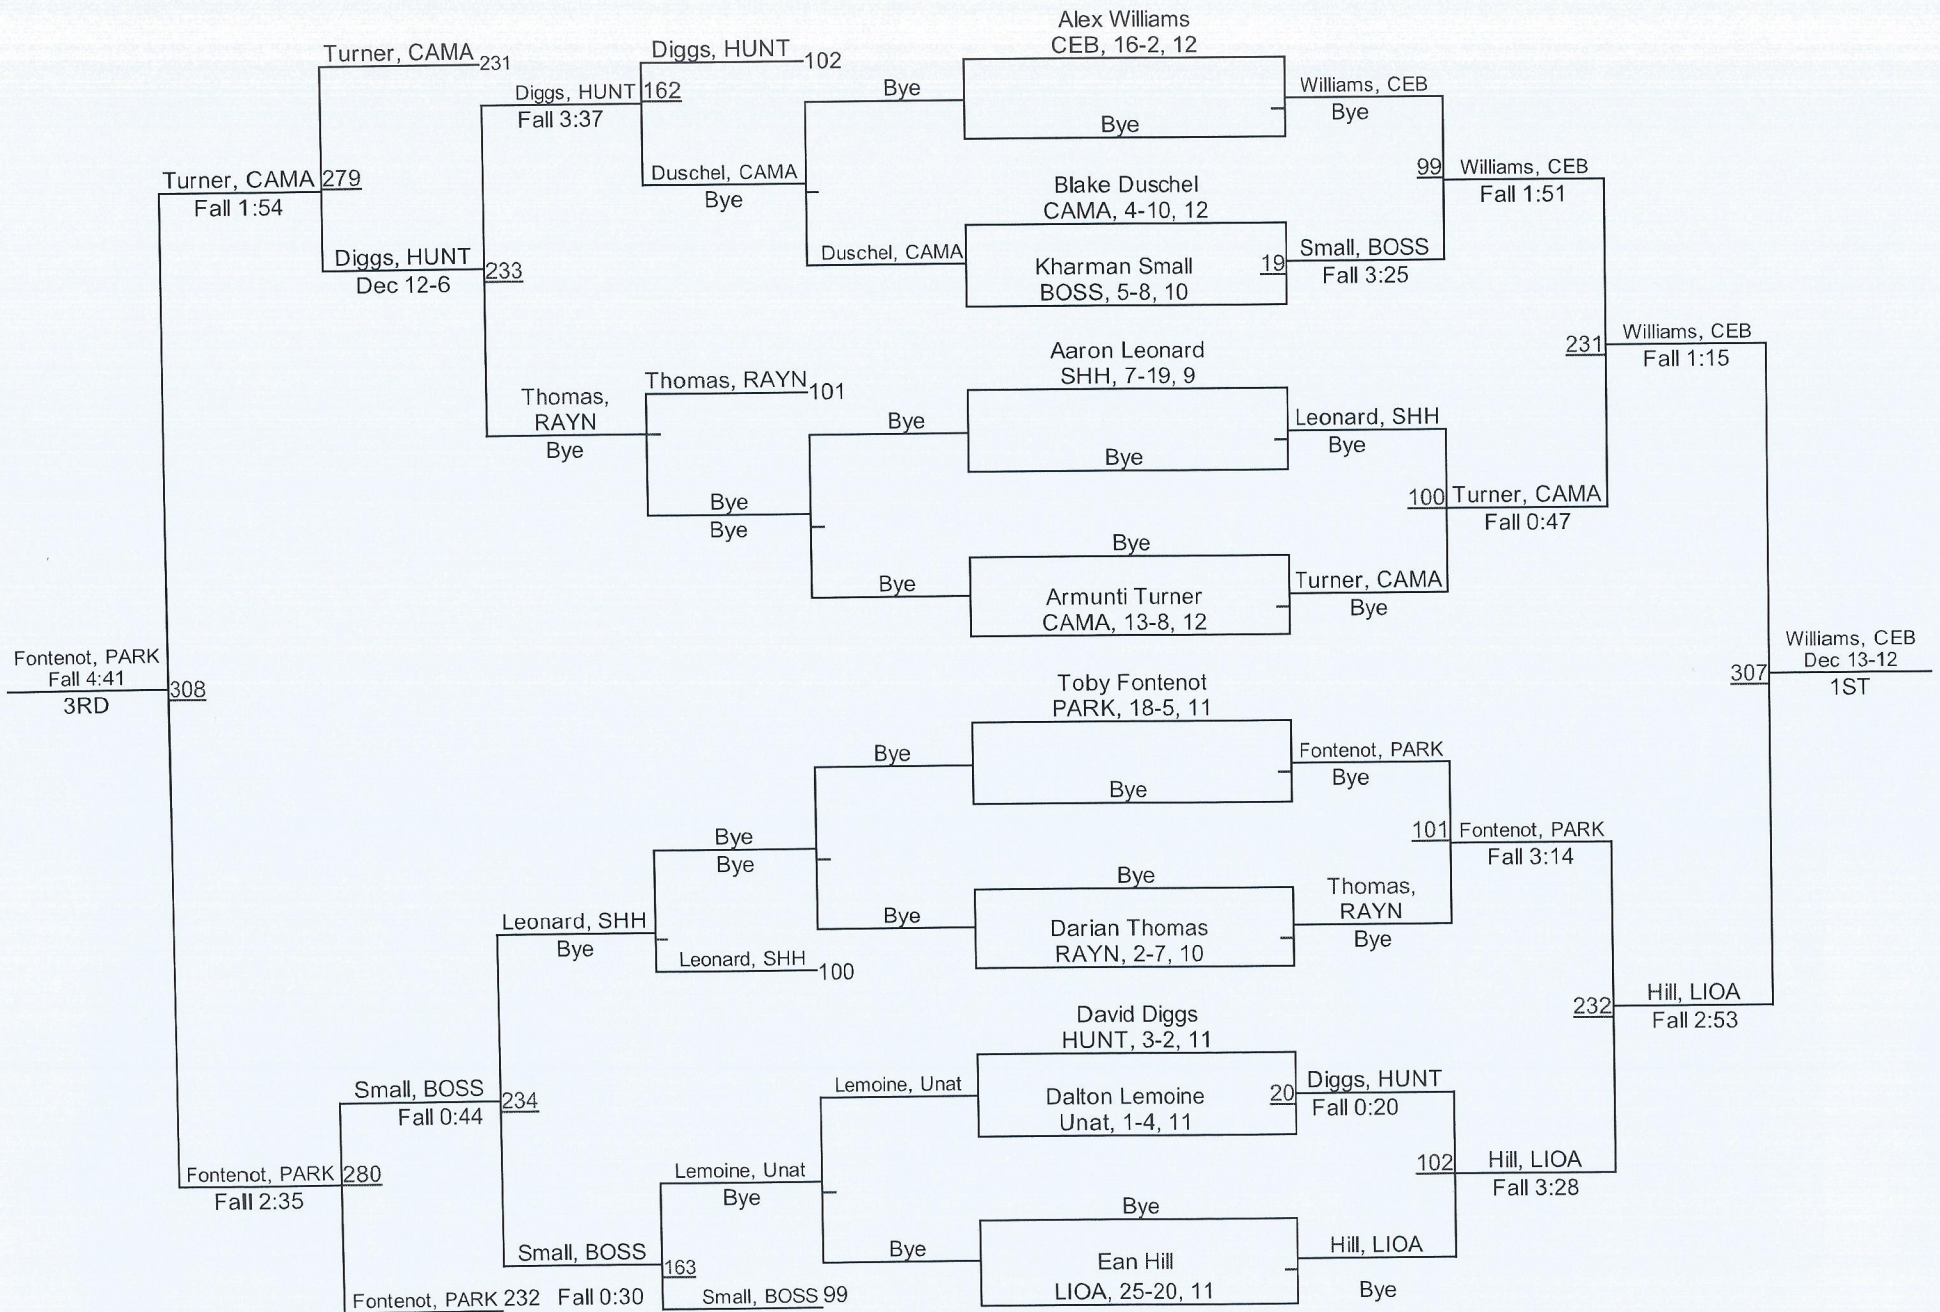 Alex Williams
CEB, 16-2, 12
Turner, CAMA 231
Diggs, HUNT 102
Diggs, HUNT 162
Fall 3:37
Bye
Bye
Williams, CEB
Bye
Turner, CAMA 279
Fall 1:54
Duschel, CAMA
Bye
Blake Duschel
CAMA, 4-10, 12
99 Williams, CEB
Fall 1:51
Diggs, HUNT 233
Dec 12-6
Duschel, CAMA
Kharman Small 19
BOSS, 5-8, 10
Small, BOSS
Fall 3:25
Aaron Leonard
SHH, 7-19, 9
231 Williams, CEB
Fall 1:15
Thomas,
RAYN
Bye
Thomas, RAYN 101
Bye
Bye
Leonard, SHH
Bye
Bye
Bye
100 Turner, CAMA
Fall 0:47
Bye
Bye
Armunti Turner
CAMA, 13-8, 12
Turner, CAMA
Bye
Fontenot, PARK
Fall 4:41
3RD
308
Toby Fontenot
PARK, 18-5, 11
307
Williams, CEB
Dec 13-12
1ST
Bye
Bye
Fontenot, PARK
Bye
Bye
Bye
101 Fontenot, PARK
Fall 3:14
Leonard, SHH
Bye
Bye
Bye
Darian Thomas
RAYN, 2-7, 10
Thomas,
RAYN
Bye
Leonard, SHH 100
David Diggs
HUNT, 3-2, 11
232 Hill, LIOA
Fall 2:53
Small, BOSS 234
Fall 0:44
Lemoine, Unat
Dalton Lemoine 20
Unat, 1-4, 11
Diggs, HUNT
Fall 0:20
Fontenot, PARK 280
Fall 2:35
Lemoine, Unat
Bye
102 Hill, LIOA
Fall 3:28
Bye
Small, BOSS 163
Fall 0:30
Bye
Ean Hill
LIOA, 25-20, 11
Hill, LIOA
Bye
Fontenot, PARK 232
Small, BOSS 99